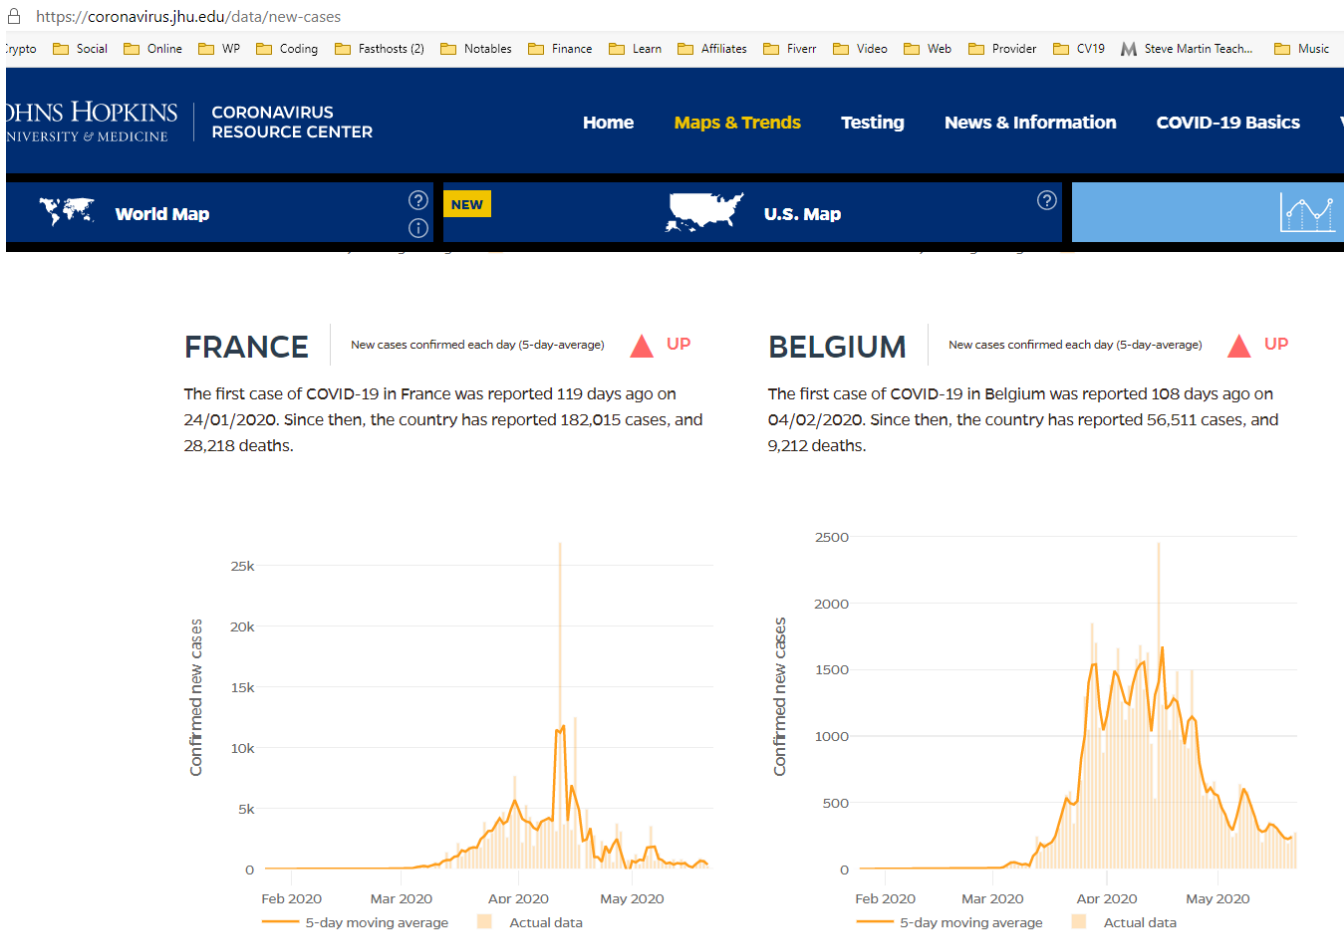 https://coronavirus.jhu.edu/data/new-cases
Crypto Social Online WP Coding Fasthosts (2) Notables Finance Learn Affiliates Fiverr Video Web Provider CV19 Steve Martin Teach... Music
OHNS HOPKINS
NIVERSITY & MEDICINE
CORONAVIRUS
RESOURCE CENTER
Home Maps & Trends Testing News & Information COVID-19 Basics
World Map
NEW
U.S. Map
FRANCE New cases confirmed each day (5-day-average) UP
The first case of COVID-19 in France was reported 119 days ago on
24/01/2020. Since then, the country has reported 182,015 cases, and
28,218 deaths.
25k
20k
15k
10k
5k
0
Confirmed new cases
Feb 2020 Mar 2020 Apr 2020 May 2020
5-day moving average Actual data
BELGIUM New cases confirmed each day (5-day-average) UP
The first case of COVID-19 in Belgium was reported 108 days ago on
04/02/2020. Since then, the country has reported 56,511 cases, and
9,212 deaths.
2500
2000
1500
1000
500
0
Confirmed new cases
Feb 2020 Mar 2020 Apr 2020 May 2020
5-day moving average Actual data